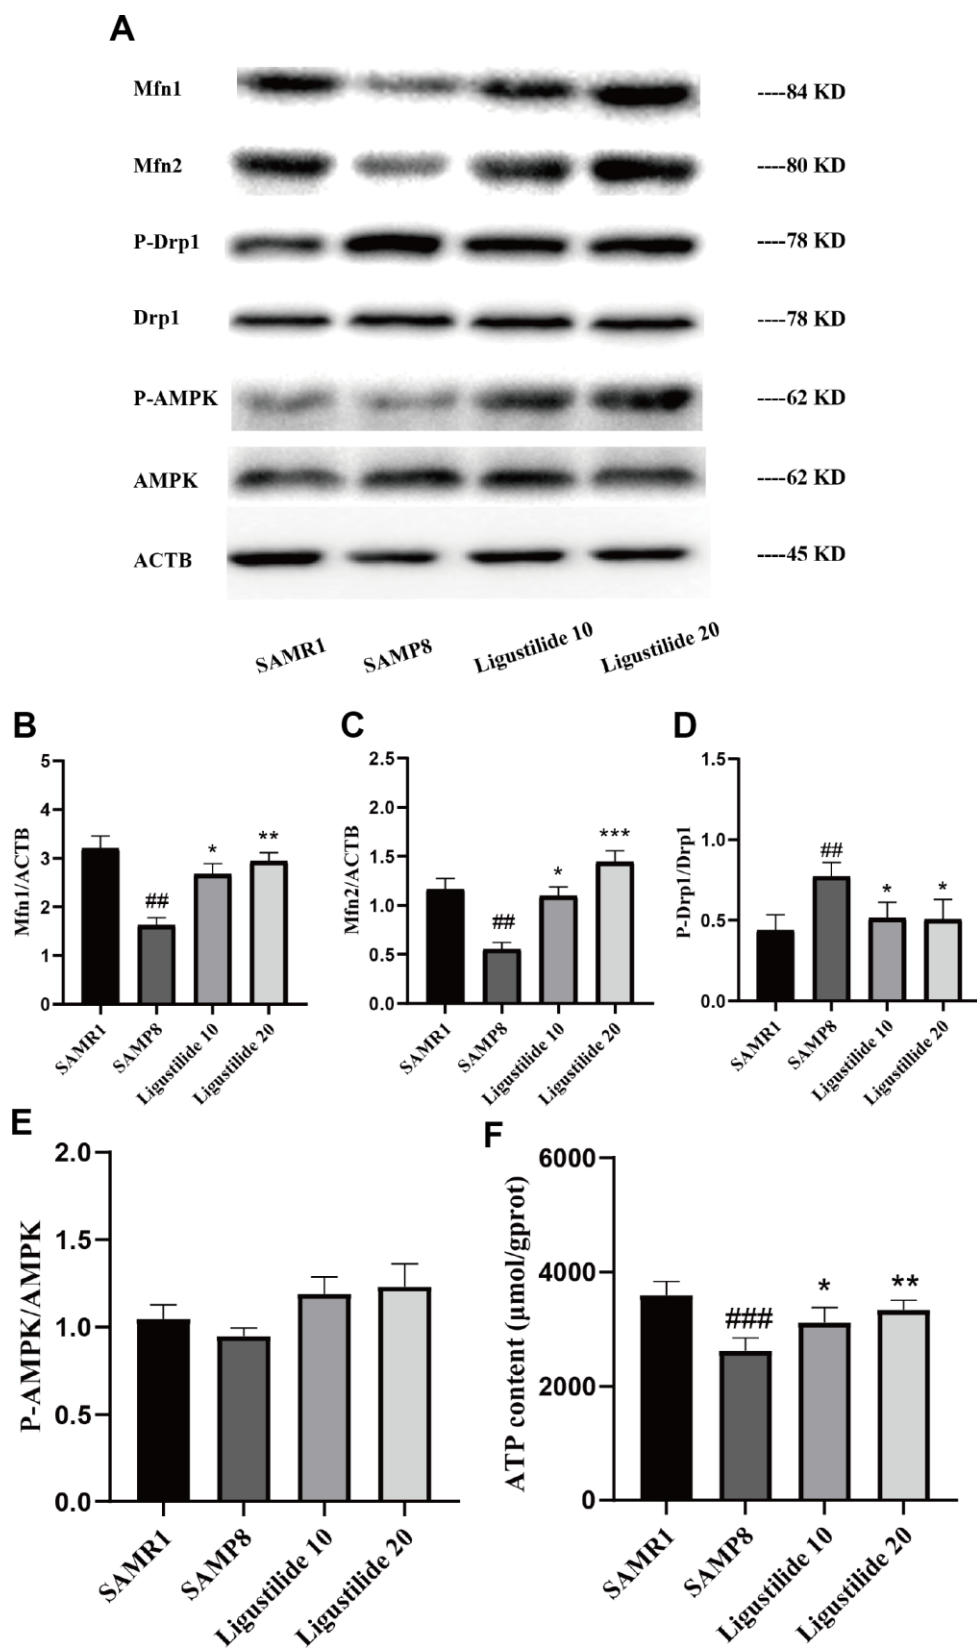 A
Mfn1
----84 KD
Mfn2
----80 KD
P-Drp1
----78 KD
Drp1
----78 KD
P-AMPK
----62 KD
AMPK
----62 KD
ACTB
----45 KD
SAMR1
SAMP8
Ligustilide 10
Ligustilide 20
B
Mfn1/ACTB
5
4
3
2
1
0
##
*
**
SAMR1
SAMP8
Ligustilide 10
Ligustilide 20
C
Mfn2/ACTB
2.5
2.0
1.5
1.0
0.5
0.0
##
*
***
SAMR1
SAMP8
Ligustilide 10
Ligustilide 20
D
P-Drp1/Drp1
1.5
1.0
0.5
0.0
##
*
*
SAMR1
SAMP8
Ligustilide 10
Ligustilide 20
E
P-AMPK/AMPK
2.0
1.5
1.0
0.5
0.0
SAMR1
SAMP8
Ligustilide 10
Ligustilide 20
F
ATP content (μmol/gprot)
6000
4000
2000
0
###
*
**
SAMR1
SAMP8
Ligustilide 10
Ligustilide 20